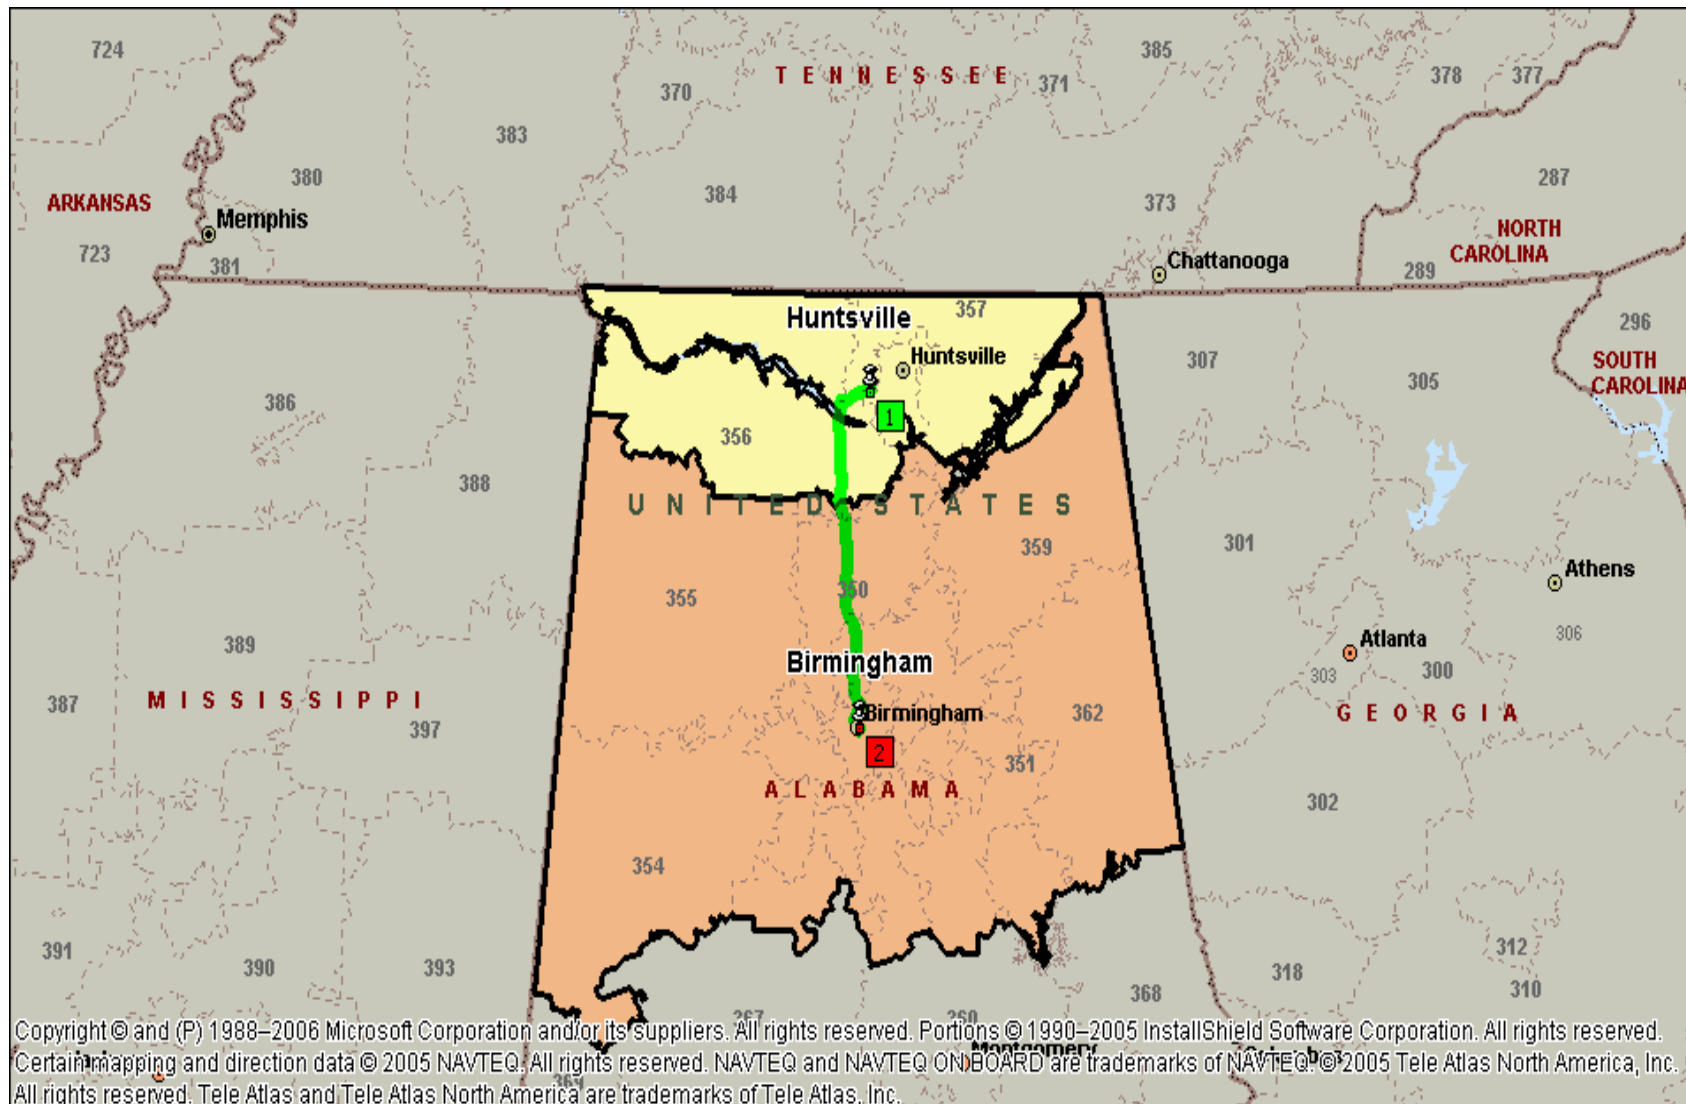 724
385
TENNESSEE
370
371
378
377
383
380
384
373
287
ARKANSAS
Memphis
723
381
NORTH
CAROLINA
Chattanooga
289
357
Huntsville
Huntsville
296
307
305
SOUTH
CAROLINA
386
1
356
388
UNITED STATES
359
301
Athens
355
350
389
306
Atlanta
303
300
Birmingham
387
MISSISSIPPI
397
Birmingham
362
GEORGIA
2
351
ALABAMA
302
354
391
390
393
312
318
310
368
367
Copyright © and (P) 1988–2006 Microsoft Corporation and/or its suppliers. All rights reserved. Portions © 1990–2005 InstallShield Software Corporation. All rights reserved.
Certain mapping and direction data © 2005 NAVTEQ. All rights reserved. NAVTEQ and NAVTEQ ON BOARD are trademarks of NAVTEQ. © 2005 Tele Atlas North America, Inc.
All rights reserved. Tele Atlas and Tele Atlas North America are trademarks of Tele Atlas, Inc.
Montgomery